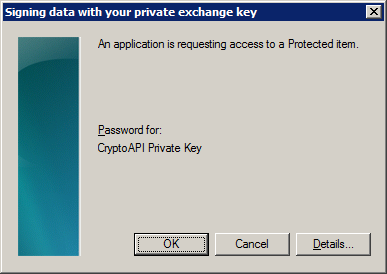 Signing data with your private exchange key
An application is requesting access to a Protected item.
Password for:
CryptoAPI Private Key
OK Cancel Details...